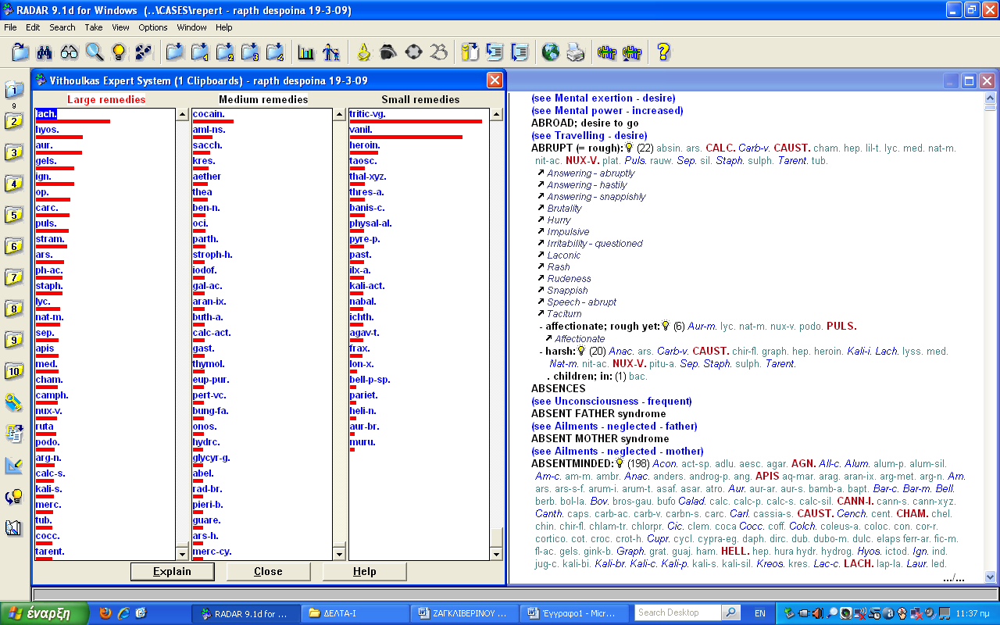 RADAR 9.1d for Windows (..\CASES\repert - rapth despoina 19-3-09)
File Edit Search Take View Options Window Help
Vithoulkas Expert System (1 Clipboards) - rapth despoina 19-3-09
Large remedies Medium remedies Small remedies
lach. cocain. tritic-vg.
hyos. aml-ns. vanil.
aur. sacch. heroin.
gels. kres. taosc.
ign. aether thal-xyz.
op. thea thres-a.
carc. ben-n. banis-c.
puls. oci. physal-al.
stram. parth. pyre-p.
ars. stroph-h. past.
ph-ac. iodof. ilx-a.
staph. gal-ac. kali-act.
lyc. aran-ix. nabal.
nat-m. buth-a. ichth.
sep. calc-act. agav-t.
apis gast. frax.
med. thymol. lon-x.
cham. eup-pur. bell-p-sp.
camph. pert-vc. pariet.
nux-v. bung-fa. heli-n.
ruta onos. aur-br.
podo. hydrc. muru.
arg-n. glycyr-g.
calc-s. abel.
kali-s. rad-br.
merc. pieri-b.
tub. guare.
cocc. ars-h.
tarent. merc-cy.
Explain Close Help
(see Mental exertion - desire)
(see Mental power - increased)
ABROAD; desire to go
(see Travelling - desire)
ABRUPT (= rough): (22) absin. ars. CALC. Carb-v. CAUST. cham. hep. lil-t. lyc. med. nat-m.
nit-ac. NUX-V. plat. Puls. rauw. Sep. sil. Staph. sulph. Tarent. tub.
Answering - abruptly
Answering - hastily
Answering - snappishly
Brutality
Hurry
Impulsive
Irritability - questioned
Laconic
Rash
Rudeness
Snappish
Speech - abrupt
Taciturn
- affectionate; rough yet: (6) Aur-m. lyc. nat-m. nux-v. podo. PULS.
Affectionate
- harsh: (20) Anac. ars. Carb-v. CAUST. chir-fl. graph. hep. heroin. Kali-i. Lach. lyss. med.
Nat-m. nit-ac. NUX-V. pitu-a. Sep. Staph. sulph. Tarent.
. children; in: (1) bac.
ABSENCES
(see Unconsciousness - frequent)
ABSENT FATHER syndrome
(see Ailments - neglected - father)
ABSENT MOTHER syndrome
(see Ailments - neglected - mother)
ABSENTMINDED: (198) Acon. act-sp. adlu. aesc. agar. AGN. All-c. Alum. alum-p. alum-sil.
Am-c. am-m. ambr. Anac. anders. androg-p. ang. APIS aq-mar. arag. aran-ix. arg-met. arg-n. Arn.
ars. ars-s-f. arum-i. arum-t. asaf. asar. atro. Aur. aur-ar. aur-s. bamb-a. bapt. Bar-c. Bar-m. Bell.
berb. bol-la. Bov. bros-gau. bufo Calad. calc. calc-p. calc-s. calc-sil. CANN-I. cann-s. cann-xyz.
Canth. caps. carb-ac. carb-v. carbn-s. carc. Carl. cassia-s. CAUST. Cench. cent. CHAM. chel.
chin. chir-fl. chlam-tr. chlorpr. Cic. clem. coca Cocc. coff. Colch. coleus-a. coloc. con. cor-r.
cortico. cot. croc. crot-h. Cupr. cycl. cypra-eg. daph. dirc. dub. dubo-m. dulc. elaps ferr-ar. fic-m.
fl-ac. gels. gink-b. Graph. grat. guaj. ham. HELL. hep. hura hydr. hydrog. Hyos. ictod. Ign. ind.
jug-c. kali-bi. Kali-br. Kali-c. Kali-p. kali-s. kali-sil. Kreos. kres. Lac-c. LACH. lap-la. Laur. led.
.../...
1
9
2
3
4
5
6
7
8
9
10
έναρξη RADAR 9.1d for ... ΔΕΛΤΑ-Ι ΖΑΓΚΛΙΒΕΡΙΝΟΥ ... Έγγραφο1 - Micr... Search Desktop EN 11:37 πμ